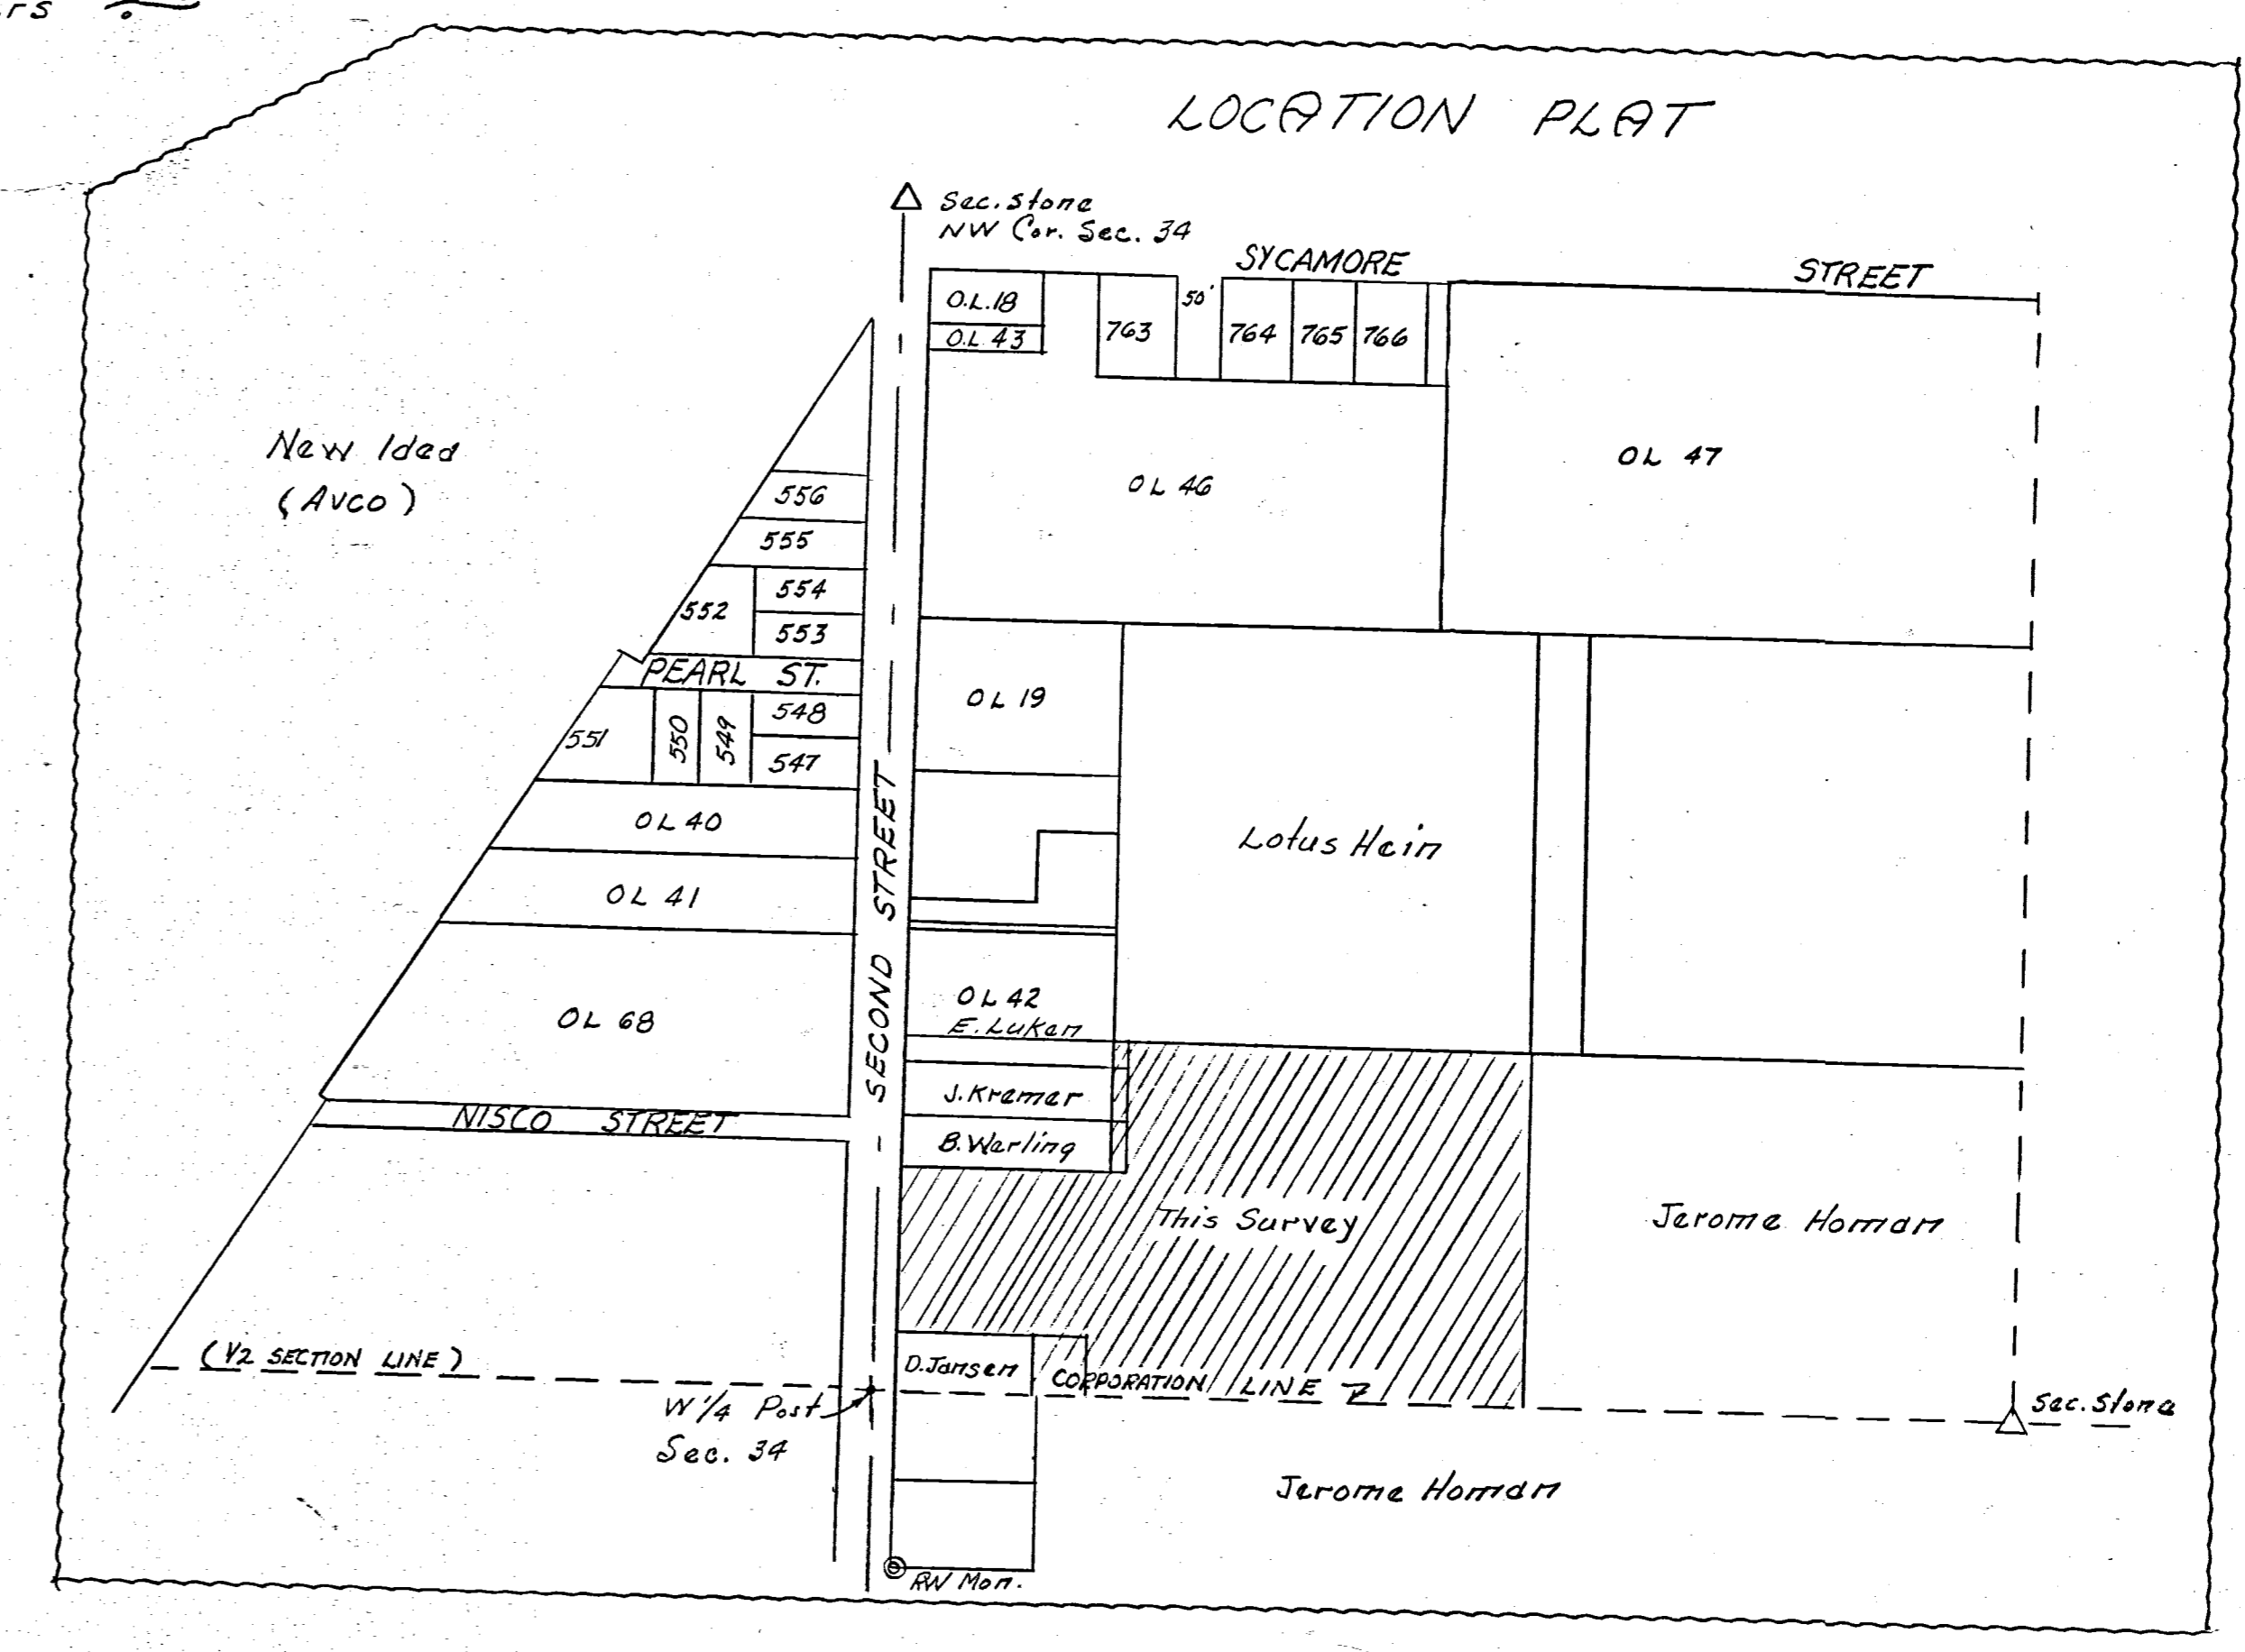 rs
LOCATION PLAT
Sec. stone
NW Cor. Sec. 34
SYCAMORE STREET
O.L. 18
O.L. 43
763
50'
764
765
766
New Idea
(AVCO)
OL 46
OL 47
556
555
554
552
553
PEARL ST.
OL 19
551
550
549
548
547
SECOND STREET
OL 40
Lotus Hein
OL 41
OL 68
OL 42
E. Luken
J. Kremer
NISCO STREET
B. Werling
This Survey
Jerome Homan
(1/2 SECTION LINE)
D. Jansen
CORPORATION LINE
W 1/4 Post
Sec. 34
Sec. Stone
Jerome Homan
RW Mon.